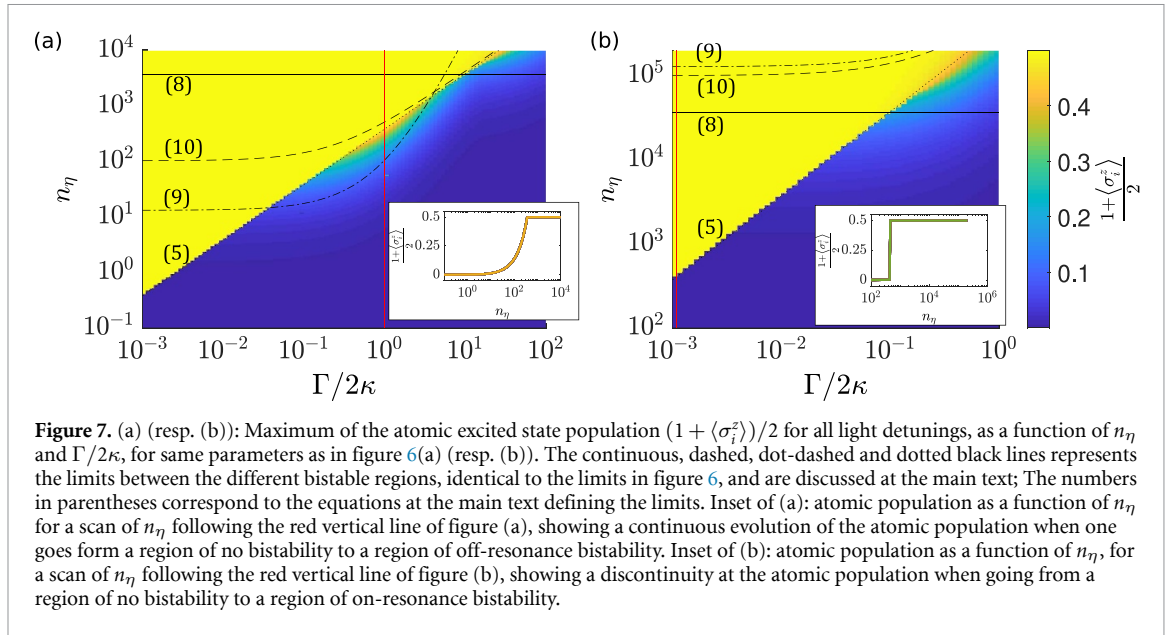 (a)
10^4
10^3
10^2
10^1
10^0
10^{-1}
n_η
(8)
(10)
(9)
(5)
0.5
0.25
0
\frac{1+⟨σ_i^z⟩}{2}
10^0 10^2 10^4
n_η
10^{-3} 10^{-2} 10^{-1} 10^0 10^1 10^2
Γ/2κ
(b)
10^5
10^4
10^3
10^2
n_η
(9)
(10)
(8)
(5)
0.5
0.25
0
\frac{1+⟨σ_i^z⟩}{2}
10^2 10^4 10^6
n_η
10^{-3} 10^{-2} 10^{-1} 10^0
Γ/2κ
0.4
0.3
0.2
0.1
\frac{1+⟨σ_i^z⟩}{2}
Figure 7. (a) (resp. (b)): Maximum of the atomic excited state population (1 + ⟨σ_i^z⟩)/2 for all light detunings, as a function of n_η
and Γ/2κ, for same parameters as in figure 6(a) (resp. (b)). The continuous, dashed, dot-dashed and dotted black lines represents
the limits between the different bistable regions, identical to the limits in figure 6, and are discussed at the main text; The numbers
in parentheses correspond to the equations at the main text defining the limits. Inset of (a): atomic population as a function of n_η
for a scan of n_η following the red vertical line of figure (a), showing a continuous evolution of the atomic population when one
goes form a region of no bistability to a region of off-resonance bistability. Inset of (b): atomic population as a function of n_η, for
a scan of n_η following the red vertical line of figure (b), showing a discontinuity at the atomic population when going from a
region of no bistability to a region of on-resonance bistability.